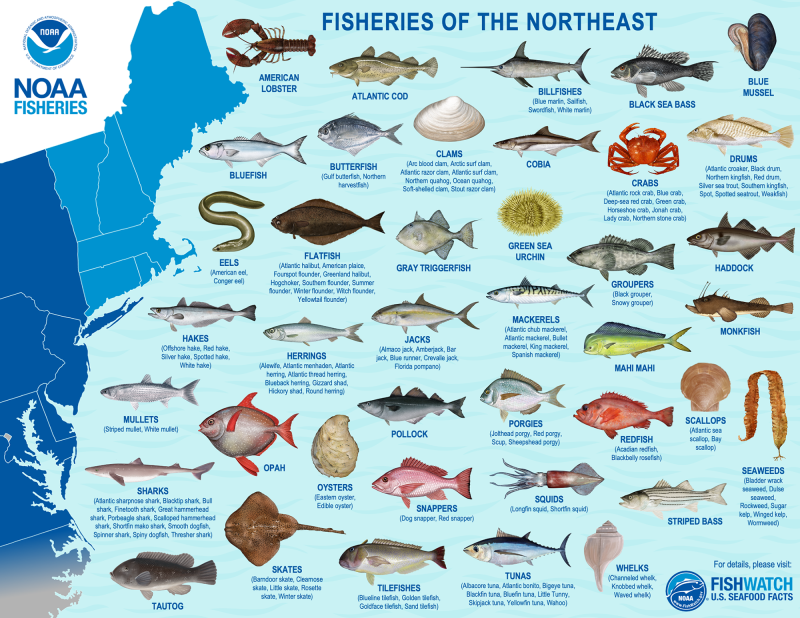 FISHERIES OF THE NORTHEAST
NOAA
NOAA
FISHERIES
AMERICAN
LOBSTER
ATLANTIC COD
BILLFISHES
(Blue marlin, Sailfish,
Swordfish, White marlin)
BLACK SEA BASS
BLUE
MUSSEL
BLUEFISH
BUTTERFISH
(Gulf butterfish, Northern
harvestfish)
CLAMS
(Arc blood clam, Arctic surf clam,
Atlantic razor clam, Atlantic surf clam,
Northern quahog, Ocean quahog,
Soft-shelled clam, Stout razor clam)
COBIA
CRABS
(Atlantic rock crab, Blue crab,
Deep-sea red crab, Green crab,
Horseshoe crab, Jonah crab,
Lady crab, Northern stone crab)
DRUMS
(Atlantic croaker, Black drum,
Northern kingfish, Red drum,
Silver sea trout, Southern kingfish,
Spot, Spotted seatrout, Weakfish)
EELS
(American eel,
Conger eel)
FLATFISH
(Atlantic halibut, American plaice,
Fourspot flounder, Greenland halibut,
Hogchoker, Southern flounder, Summer
flounder, Winter flounder, Witch flounder,
Yellowtail flounder)
GRAY TRIGGERFISH
GREEN SEA
URCHIN
GROUPERS
(Black grouper,
Snowy grouper)
HADDOCK
HAKES
(Offshore hake, Red hake,
Silver hake, Spotted hake,
White hake)
HERRINGS
(Alewife, Atlantic menhaden, Atlantic
herring, Atlantic thread herring,
Blueback herring, Gizzard shad,
Hickory shad, Round herring)
JACKS
(Almaco jack, Amberjack, Bar
jack, Blue runner, Crevalle jack,
Florida pompano)
MACKERELS
(Atlantic chub mackerel,
Atlantic mackerel, Bullet
mackerel, King mackerel,
Spanish mackerel)
MAHI MAHI
MONKFISH
MULLETS
(Striped mullet, White mullet)
OPAH
OYSTERS
(Eastern oyster,
Edible oyster)
POLLOCK
PORGIES
(Jolthead porgy, Red porgy,
Scup, Sheepshead porgy)
REDFISH
(Acadian redfish,
Blackbelly rosefish)
SCALLOPS
(Atlantic sea
scallop, Bay
scallop)
SEAWEEDS
(Bladder wrack
seaweed, Dulse
seaweed,
Rockweed, Sugar
kelp, Winged kelp,
Wormweed)
SHARKS
(Atlantic sharpnose shark, Blacktip shark, Bull
shark, Finetooth shark, Great hammerhead
shark, Porbeagle shark, Scalloped hammerhead
shark, Shortfin mako shark, Smooth dogfish,
Spinner shark, Spiny dogfish, Thresher shark)
SKATES
(Barndoor skate, Clearnose
skate, Little skate, Rosette
skate, Winter skate)
SNAPPERS
(Dog snapper, Red snapper)
SQUIDS
(Longfin squid, Shortfin squid)
STRIPED BASS
TAUTOG
TILEFISHES
(Blueline tilefish, Golden tilefish,
Goldface tilefish, Sand tilefish)
TUNAS
(Albacore tuna, Atlantic bonito, Bigeye tuna,
Blackfin tuna, Bluefin tuna, Little Tunny,
Skipjack tuna, Yellowfin tuna, Wahoo)
WHELKS
(Channeled whelk,
Knobbed whelk,
Waved whelk)
For details, please visit:
NOAA
FISHWATCH
U.S. SEAFOOD FACTS